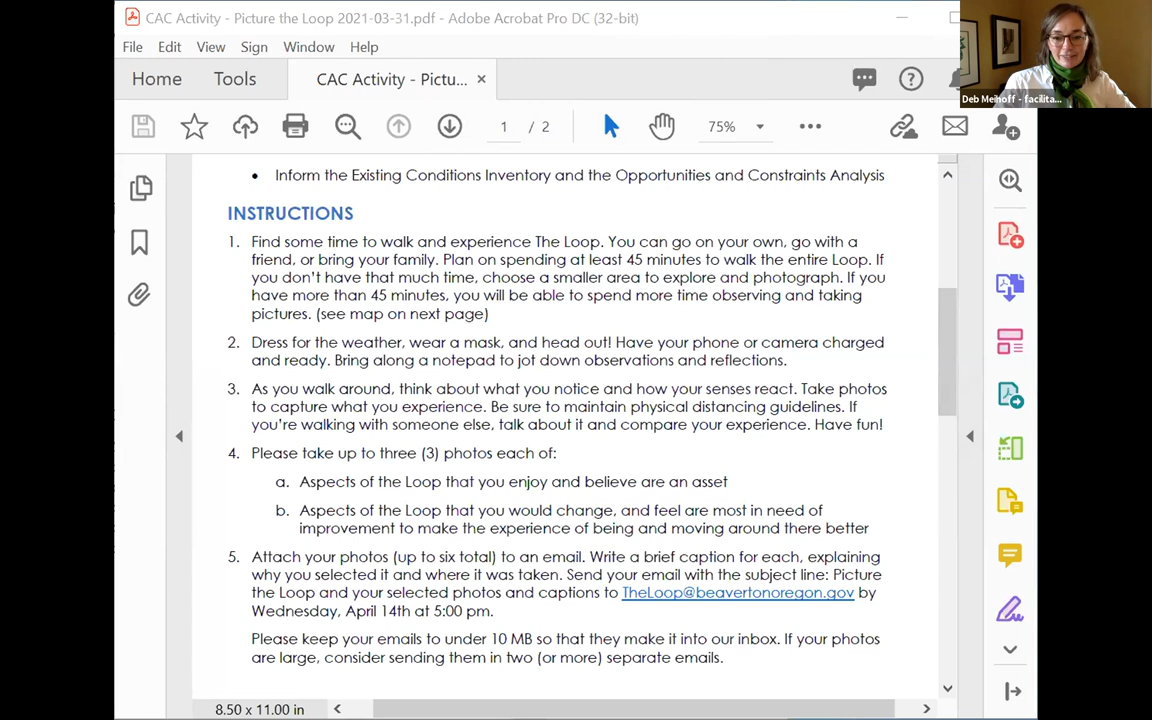 CAC Activity - Picture the Loop 2021-03-31.pdf - Adobe Acrobat Pro DC (32-bit)
File Edit View Sign Window Help
Home Tools CAC Activity - Pictu... ×
Deb Meihoff - facilita...
1 / 2 75%
• Inform the Existing Conditions Inventory and the Opportunities and Constraints Analysis
INSTRUCTIONS
1. Find some time to walk and experience The Loop. You can go on your own, go with a
friend, or bring your family. Plan on spending at least 45 minutes to walk the entire Loop. If
you don't have that much time, choose a smaller area to explore and photograph. If you
have more than 45 minutes, you will be able to spend more time observing and taking
pictures. (see map on next page)
2. Dress for the weather, wear a mask, and head out! Have your phone or camera charged
and ready. Bring along a notepad to jot down observations and reflections.
3. As you walk around, think about what you notice and how your senses react. Take photos
to capture what you experience. Be sure to maintain physical distancing guidelines. If
you're walking with someone else, talk about it and compare your experience. Have fun!
4. Please take up to three (3) photos each of:
a. Aspects of the Loop that you enjoy and believe are an asset
b. Aspects of the Loop that you would change, and feel are most in need of
improvement to make the experience of being and moving around there better
5. Attach your photos (up to six total) to an email. Write a brief caption for each, explaining
why you selected it and where it was taken. Send your email with the subject line: Picture
the Loop and your selected photos and captions to TheLoop@beavertonoregon.gov by
Wednesday, April 14th at 5:00 pm.
Please keep your emails to under 10 MB so that they make it into our inbox. If your photos
are large, consider sending them in two (or more) separate emails.
8.50 x 11.00 in